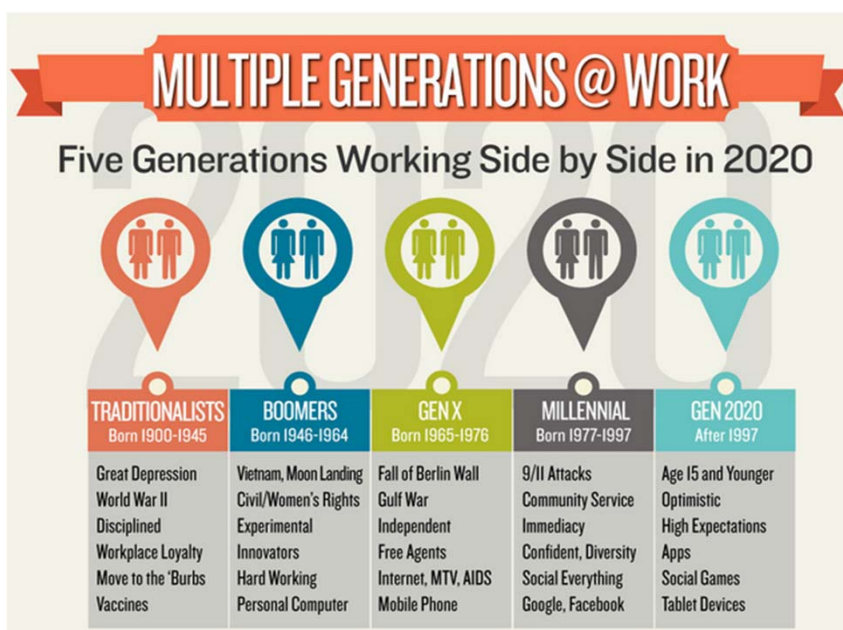 MULTIPLE GENERATIONS @ WORK
Five Generations Working Side by Side in 2020
2020
TRADITIONALISTS
Born 1900-1945
Great Depression
World War II
Disciplined
Workplace Loyalty
Move to the ‘Burbs
Vaccines
BOOMERS
Born 1946-1964
Vietnam, Moon Landing
Civil/Women's Rights
Experimental
Innovators
Hard Working
Personal Computer
GEN X
Born 1965-1976
Fall of Berlin Wall
Gulf War
Independent
Free Agents
Internet, MTV, AIDS
Mobile Phone
MILLENNIAL
Born 1977-1997
9/11 Attacks
Community Service
Immediacy
Confident, Diversity
Social Everything
Google, Facebook
GEN 2020
After 1997
Age 15 and Younger
Optimistic
High Expectations
Apps
Social Games
Tablet Devices